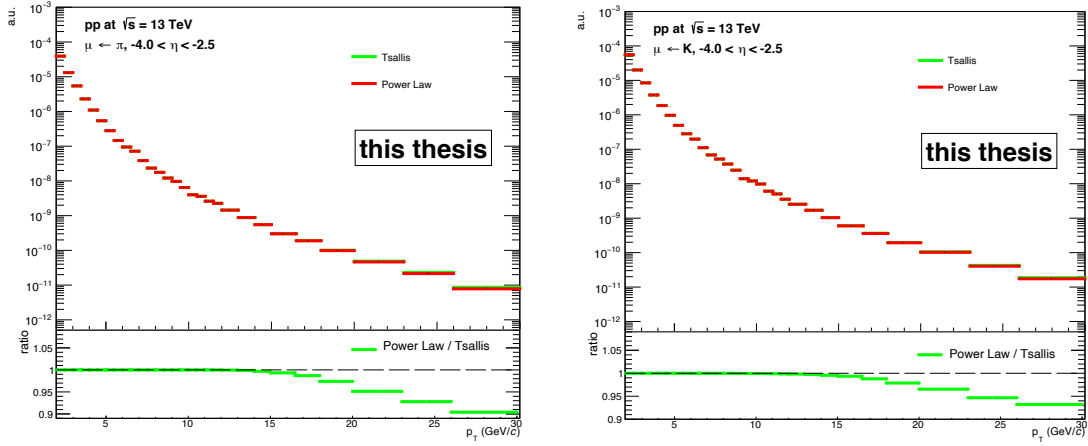 a.u.
10⁻³
10⁻⁴
10⁻⁵
10⁻⁶
10⁻⁷
10⁻⁸
10⁻⁹
10⁻¹⁰
10⁻¹¹
10⁻¹²
pp at √s = 13 TeV
μ ← π, -4.0 < η < -2.5
Tsallis
Power Law
this thesis
ratio
1.05
1
0.95
0.9
Power Law / Tsallis
5 10 15 20 25 30
p_T (GeV/c)
a.u.
10⁻³
10⁻⁴
10⁻⁵
10⁻⁶
10⁻⁷
10⁻⁸
10⁻⁹
10⁻¹⁰
10⁻¹¹
10⁻¹²
pp at √s = 13 TeV
μ ← K, -4.0 < η < -2.5
Tsallis
Power Law
this thesis
ratio
1.05
1
0.95
0.9
Power Law / Tsallis
5 10 15 20 25 30
p_T (GeV/c)